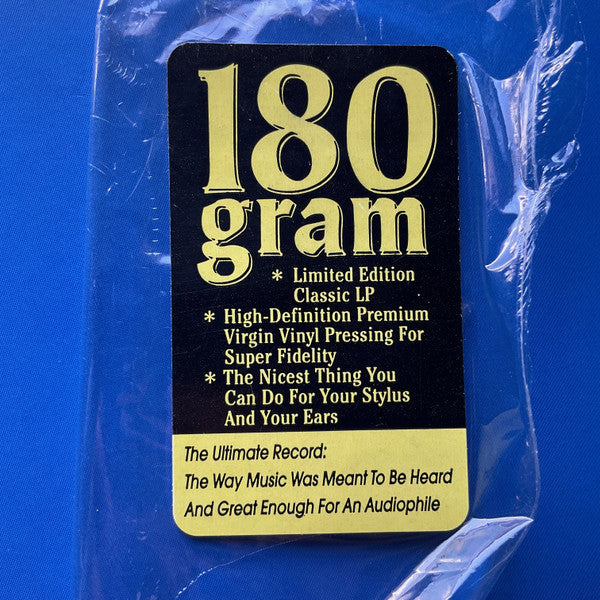 180
gram
* Limited Edition
Classic LP
* High-Definition Premium
Virgin Vinyl Pressing For
Super Fidelity
* The Nicest Thing You
Can Do For Your Stylus
And Your Ears
The Ultimate Record:
The Way Music Was Meant To Be Heard
And Great Enough For An Audiophile